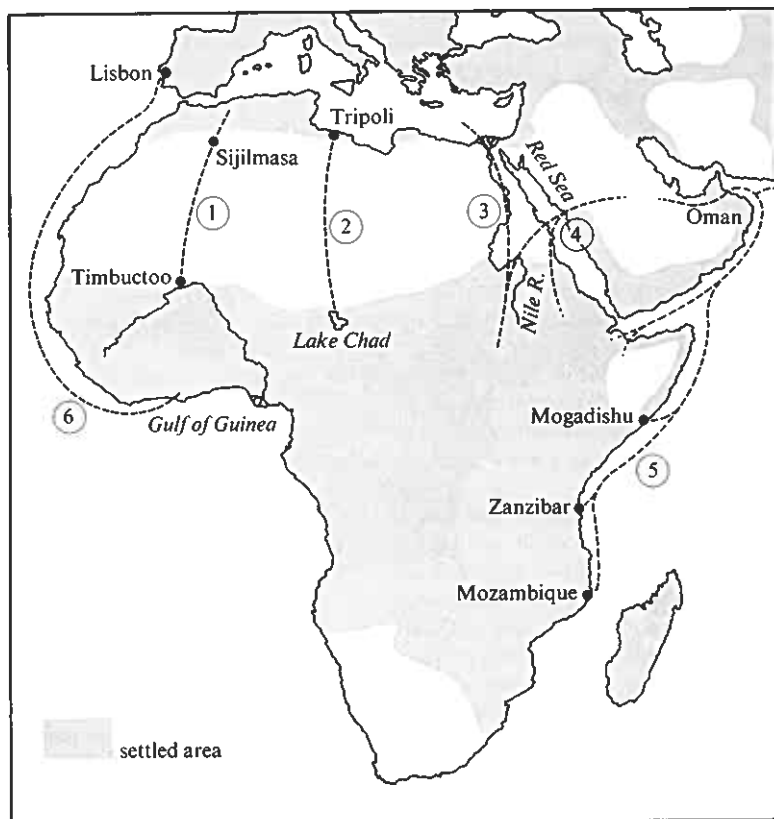 Lisbon
Tripoli
Sijilmasa
Red Sea
1
2
3
4
Oman
Timbuctoo
Nile R.
Lake Chad
6
Gulf of Guinea
Mogadishu
5
Zanzibar
Mozambique
settled area